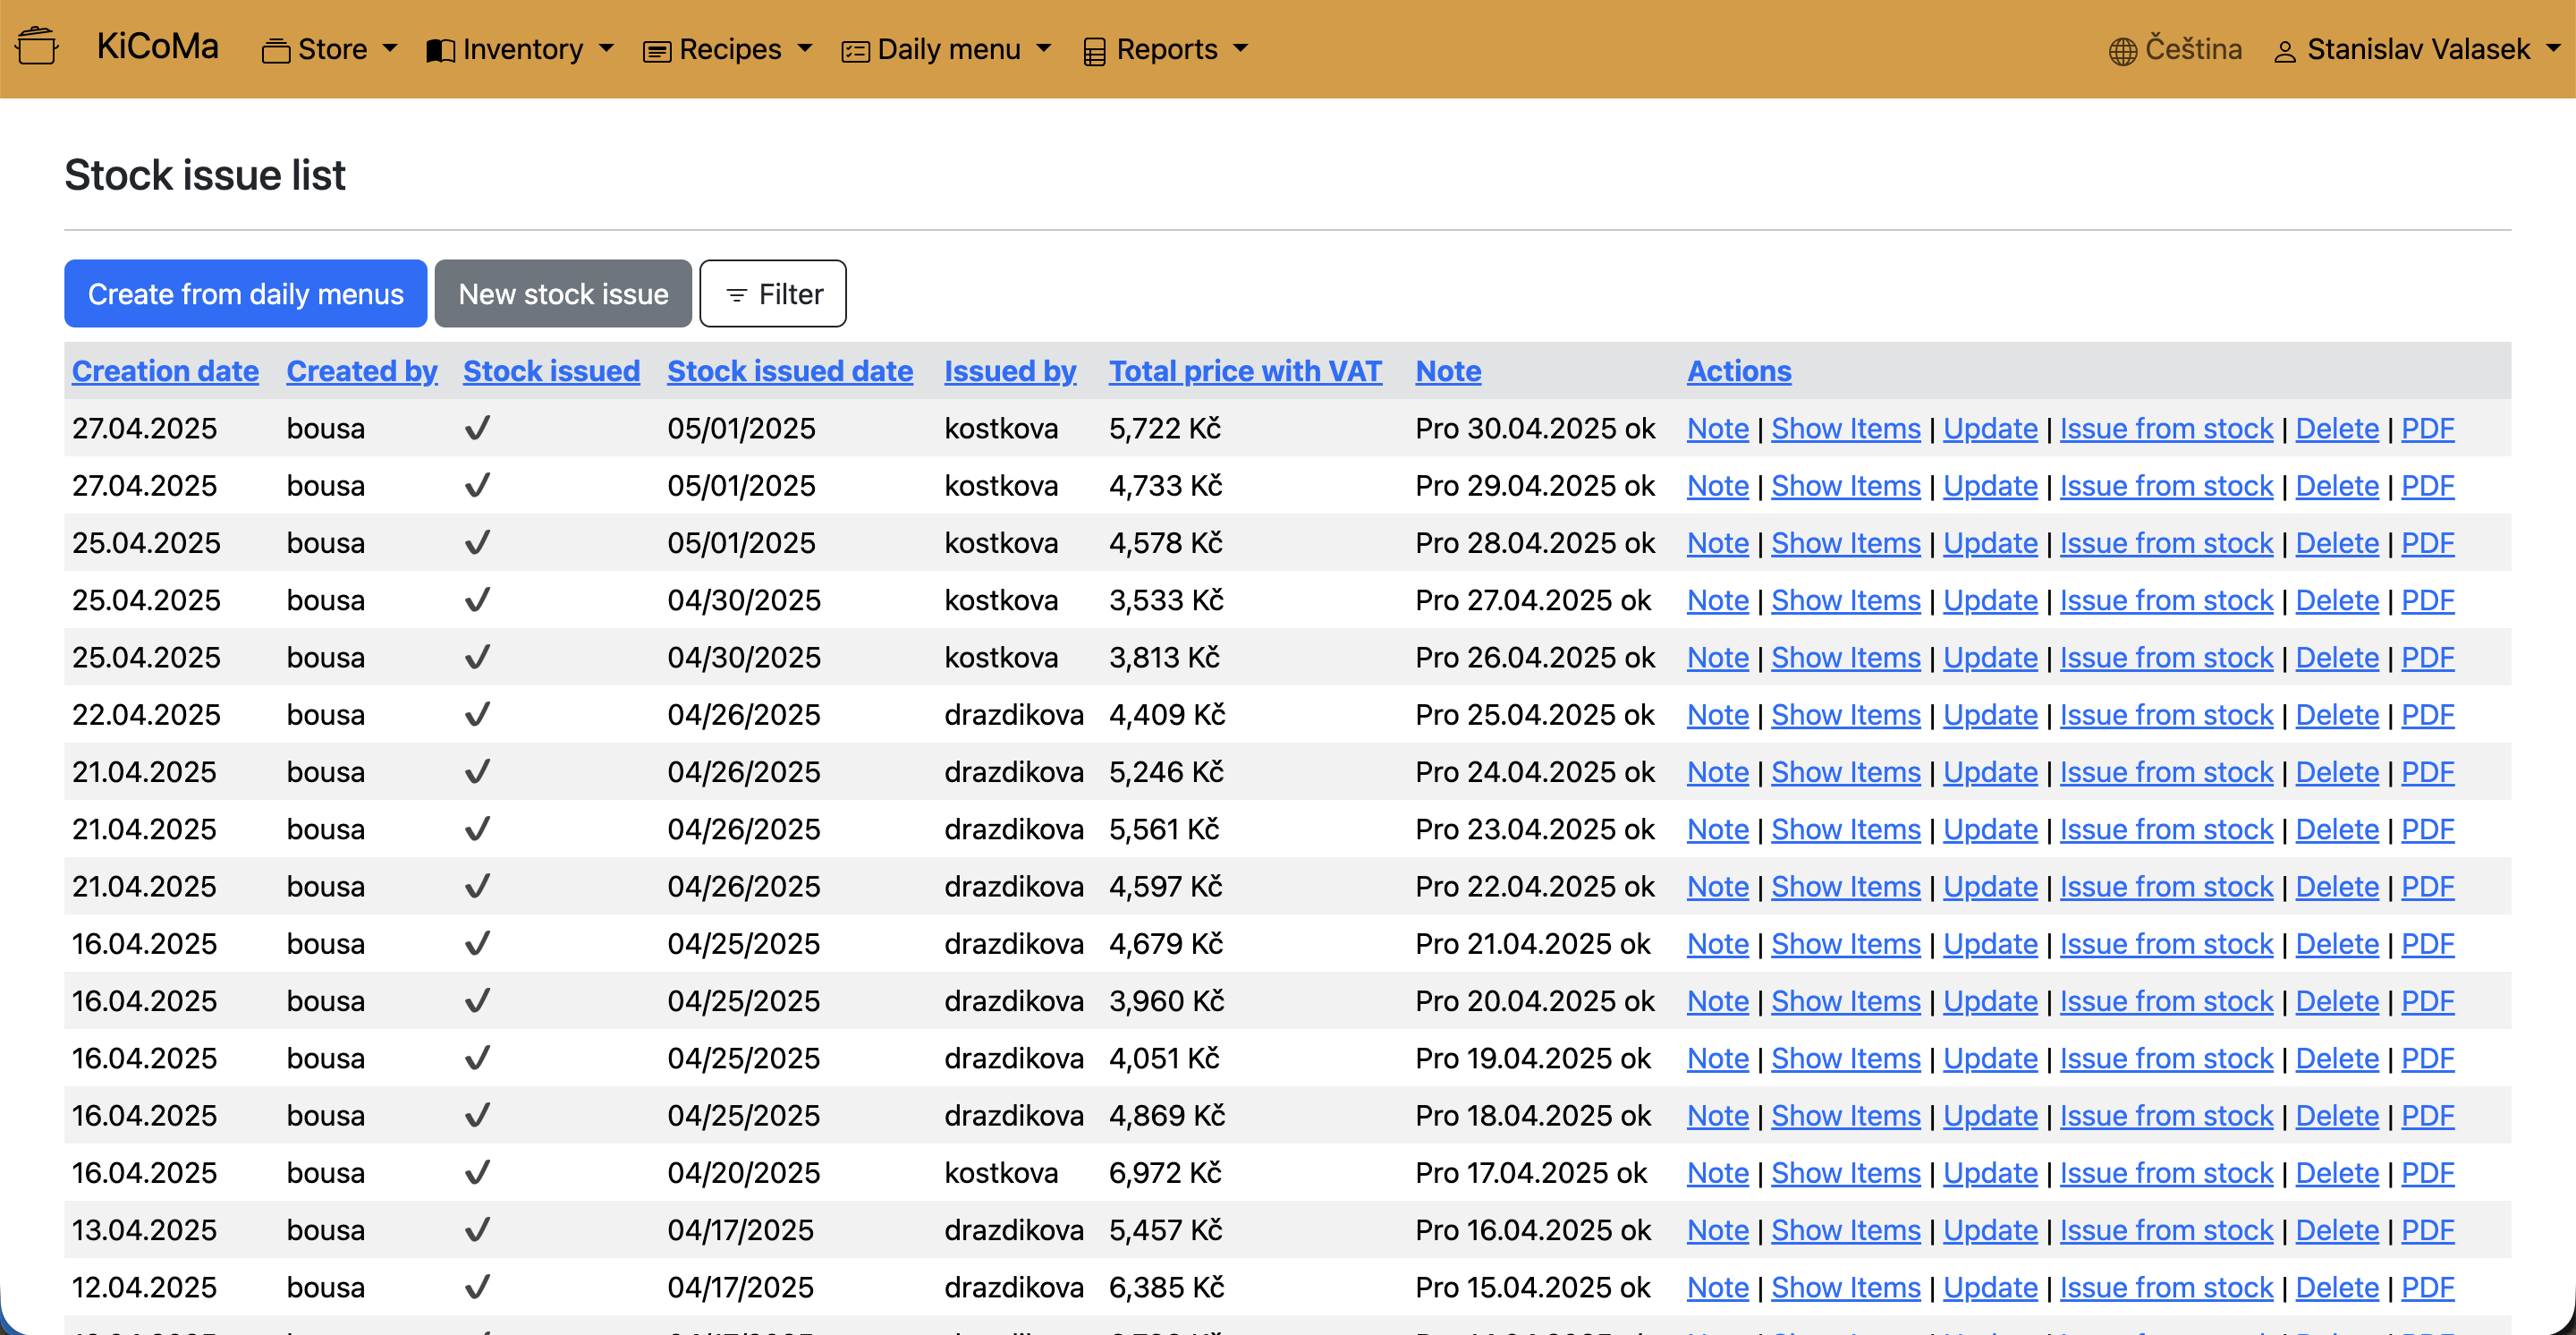 KiCoMa Store Inventory Recipes Daily menu Reports Čeština Stanislav Valasek
Stock issue list
Create from daily menus New stock issue Filter
Creation date Created by Stock issued Stock issued date Issued by Total price with VAT Note Actions
27.04.2025 bousa ✔ 05/01/2025 kostkova 5,722 Kč Pro 30.04.2025 ok Note | Show Items | Update | Issue from stock | Delete | PDF
27.04.2025 bousa ✔ 05/01/2025 kostkova 4,733 Kč Pro 29.04.2025 ok Note | Show Items | Update | Issue from stock | Delete | PDF
25.04.2025 bousa ✔ 05/01/2025 kostkova 4,578 Kč Pro 28.04.2025 ok Note | Show Items | Update | Issue from stock | Delete | PDF
25.04.2025 bousa ✔ 04/30/2025 kostkova 3,533 Kč Pro 27.04.2025 ok Note | Show Items | Update | Issue from stock | Delete | PDF
25.04.2025 bousa ✔ 04/30/2025 kostkova 3,813 Kč Pro 26.04.2025 ok Note | Show Items | Update | Issue from stock | Delete | PDF
22.04.2025 bousa ✔ 04/26/2025 drazdikova 4,409 Kč Pro 25.04.2025 ok Note | Show Items | Update | Issue from stock | Delete | PDF
21.04.2025 bousa ✔ 04/26/2025 drazdikova 5,246 Kč Pro 24.04.2025 ok Note | Show Items | Update | Issue from stock | Delete | PDF
21.04.2025 bousa ✔ 04/26/2025 drazdikova 5,561 Kč Pro 23.04.2025 ok Note | Show Items | Update | Issue from stock | Delete | PDF
21.04.2025 bousa ✔ 04/26/2025 drazdikova 4,597 Kč Pro 22.04.2025 ok Note | Show Items | Update | Issue from stock | Delete | PDF
16.04.2025 bousa ✔ 04/25/2025 drazdikova 4,679 Kč Pro 21.04.2025 ok Note | Show Items | Update | Issue from stock | Delete | PDF
16.04.2025 bousa ✔ 04/25/2025 drazdikova 3,960 Kč Pro 20.04.2025 ok Note | Show Items | Update | Issue from stock | Delete | PDF
16.04.2025 bousa ✔ 04/25/2025 drazdikova 4,051 Kč Pro 19.04.2025 ok Note | Show Items | Update | Issue from stock | Delete | PDF
16.04.2025 bousa ✔ 04/25/2025 drazdikova 4,869 Kč Pro 18.04.2025 ok Note | Show Items | Update | Issue from stock | Delete | PDF
16.04.2025 bousa ✔ 04/20/2025 kostkova 6,972 Kč Pro 17.04.2025 ok Note | Show Items | Update | Issue from stock | Delete | PDF
13.04.2025 bousa ✔ 04/17/2025 drazdikova 5,457 Kč Pro 16.04.2025 ok Note | Show Items | Update | Issue from stock | Delete | PDF
12.04.2025 bousa ✔ 04/17/2025 drazdikova 6,385 Kč Pro 15.04.2025 ok Note | Show Items | Update | Issue from stock | Delete | PDF